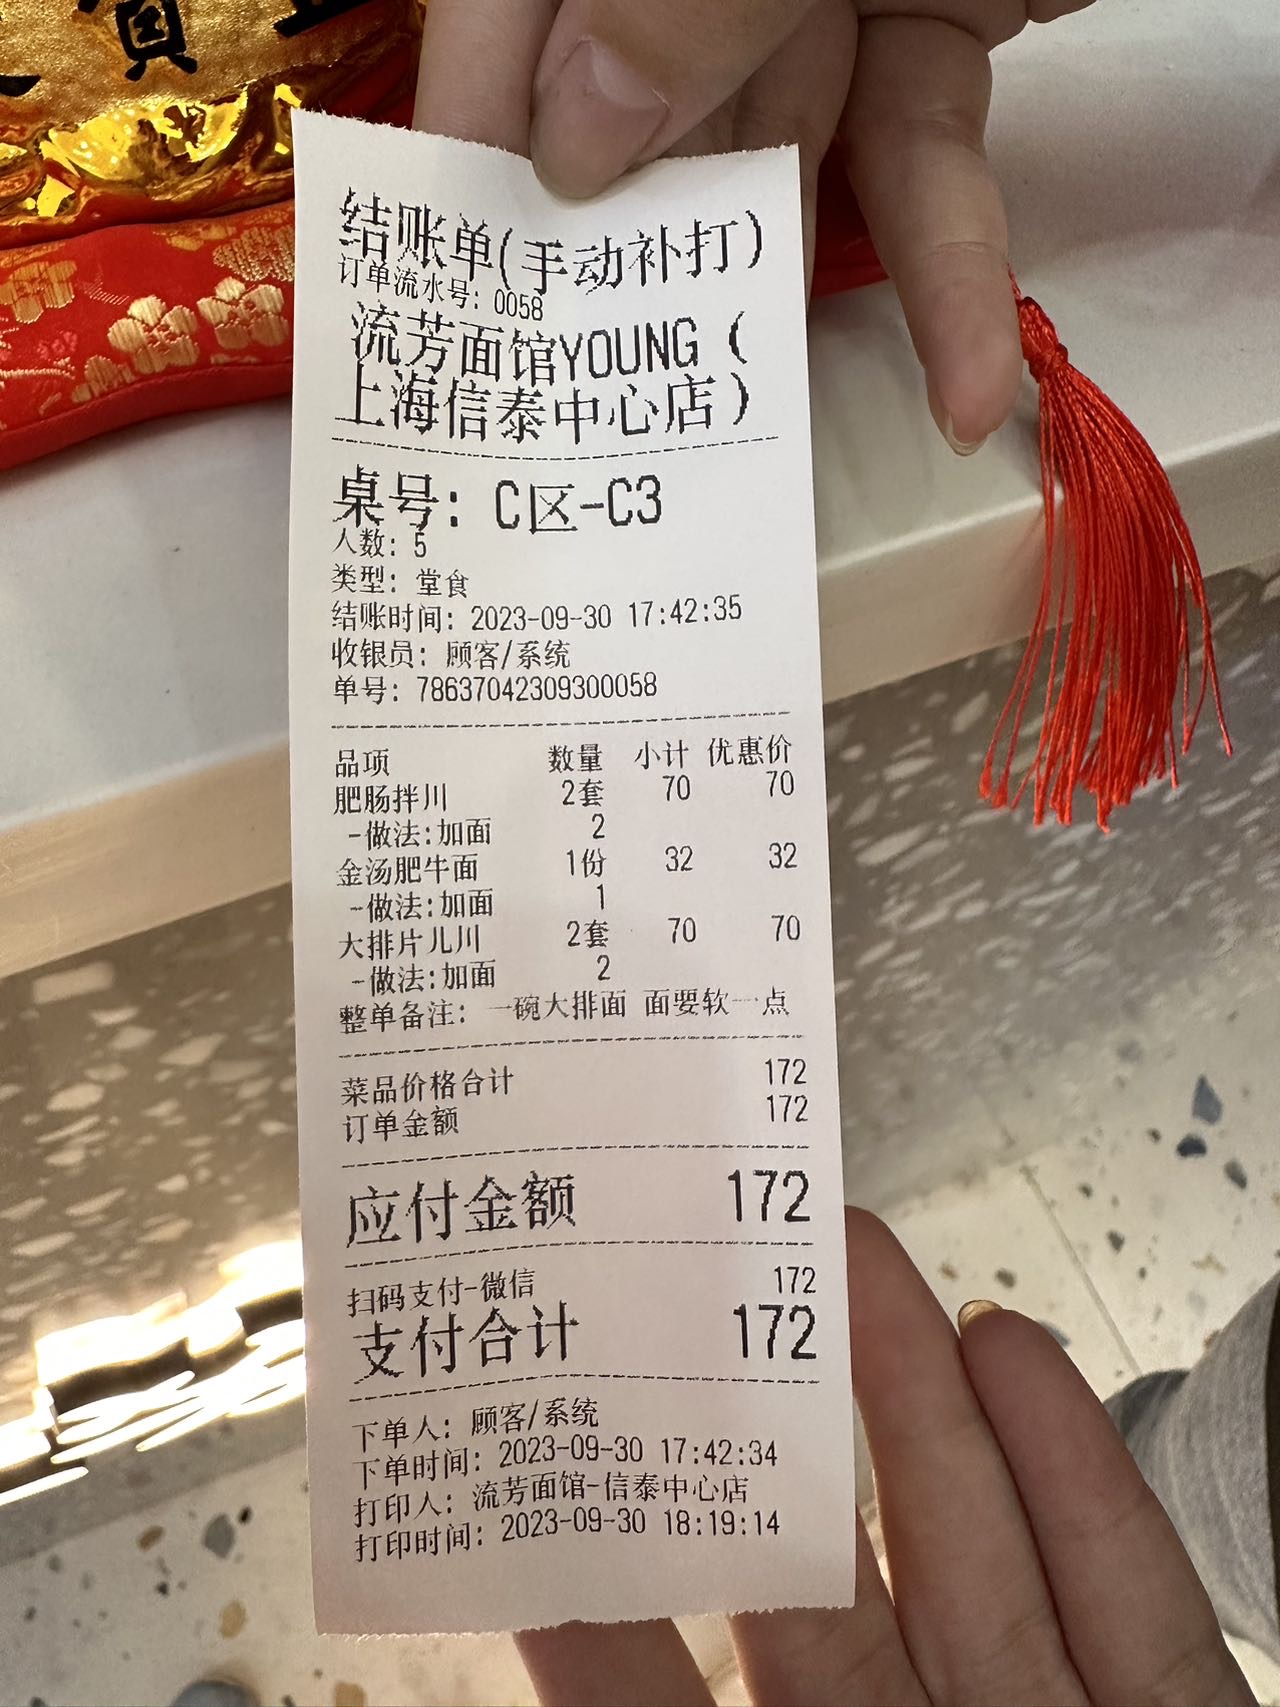 寶
结账单(手动补打)
订单流水号: 0058
流芳面馆YOUNG (
上海信泰中心店)
桌号: C区-C3
人数: 5
类型: 堂食
结账时间: 2023-09-30 17:42:35
收银员: 顾客/系统
单号: 78637042309300058
品项 数量 小计 优惠价
肥肠拌川 2套 70 70
-做法:加面 2
金汤肥牛面 1份 32 32
-做法:加面 1
大排片儿川 2套 70 70
-做法:加面 2
整单备注: 一碗大排面 面要软一点
菜品价格合计 172
订单金额 172
应付金额 172
扫码支付-微信 172
支付合计 172
下单人: 顾客/系统
下单时间: 2023-09-30 17:42:34
打印人: 流芳面馆-信泰中心店
打印时间: 2023-09-30 18:19:14